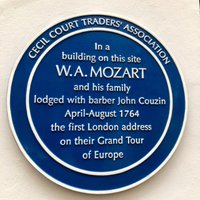 CECIL COURT TRADERS' ASSOCIATION
In a
building on this site
W.A. MOZART
and his family
lodged with barber John Couzin
April-August 1764
the first London address
on their Grand Tour
of Europe